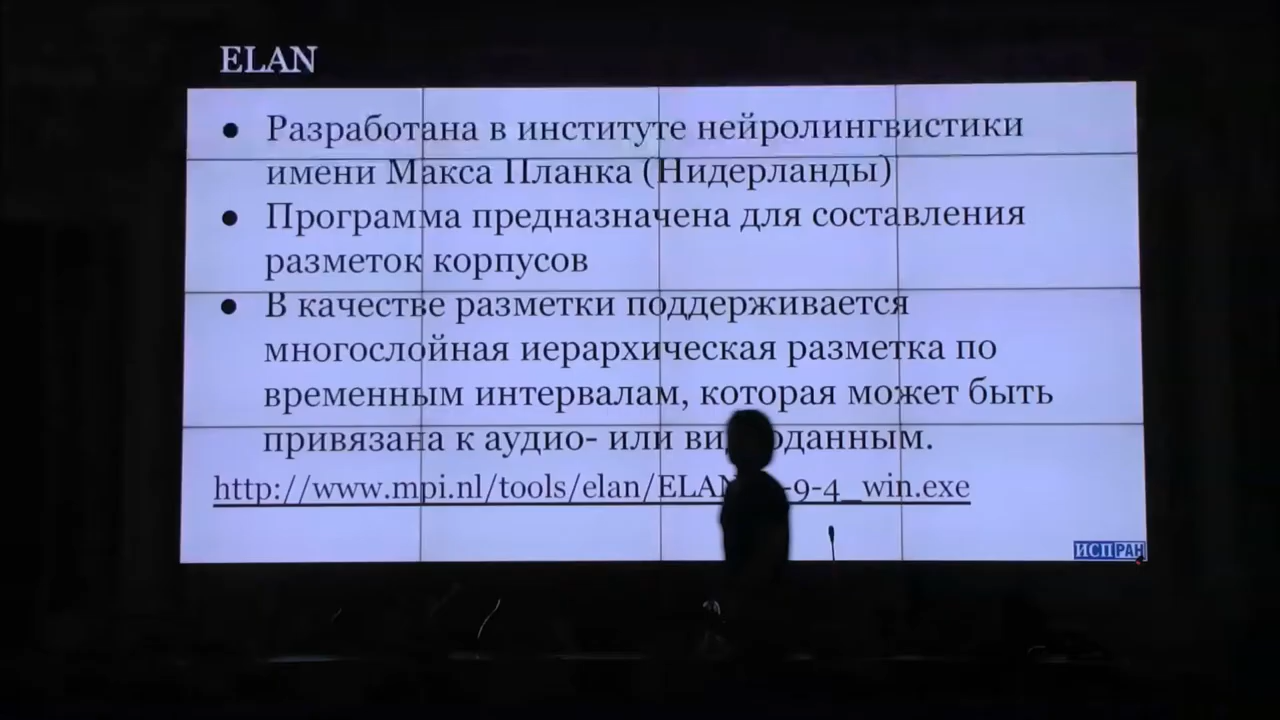 ELAN
● Разработана в институте нейролингвистики
имени Макса Планка (Нидерланды)
● Программа предназначена для составления
разметок корпусов
● В качестве разметки поддерживается
многослойная иерархическая разметка по
временным интервалам, которая может быть
привязана к аудио- или
http://www.mpi.nl/tools/elan/ELAN -9-4_win.exe
ИСП РАН